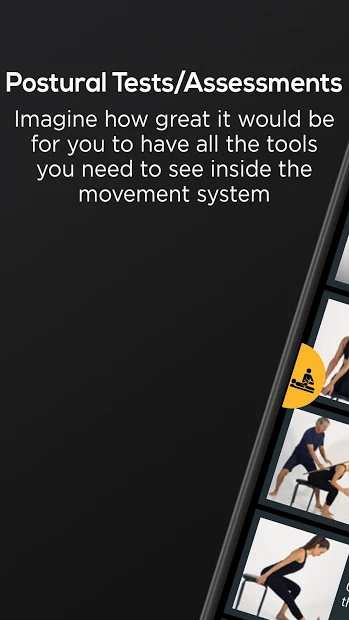 Postural Tests/Assessments
Imagine how great it would be
for you to have all the tools
you need to see inside the
movement system